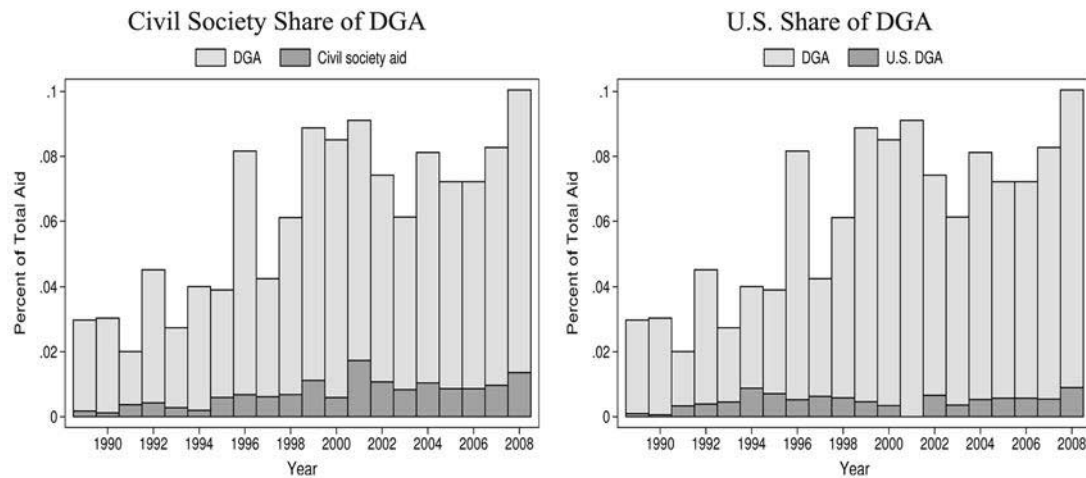 Civil Society Share of DGA
DGA Civil society aid
.1
.08
.06
.04
.02
0
Percent of Total Aid
1990 1992 1994 1996 1998 2000 2002 2004 2006 2008
Year
U.S. Share of DGA
DGA U.S. DGA
.1
.08
.06
.04
.02
0
Percent of Total Aid
1990 1992 1994 1996 1998 2000 2002 2004 2006 2008
Year